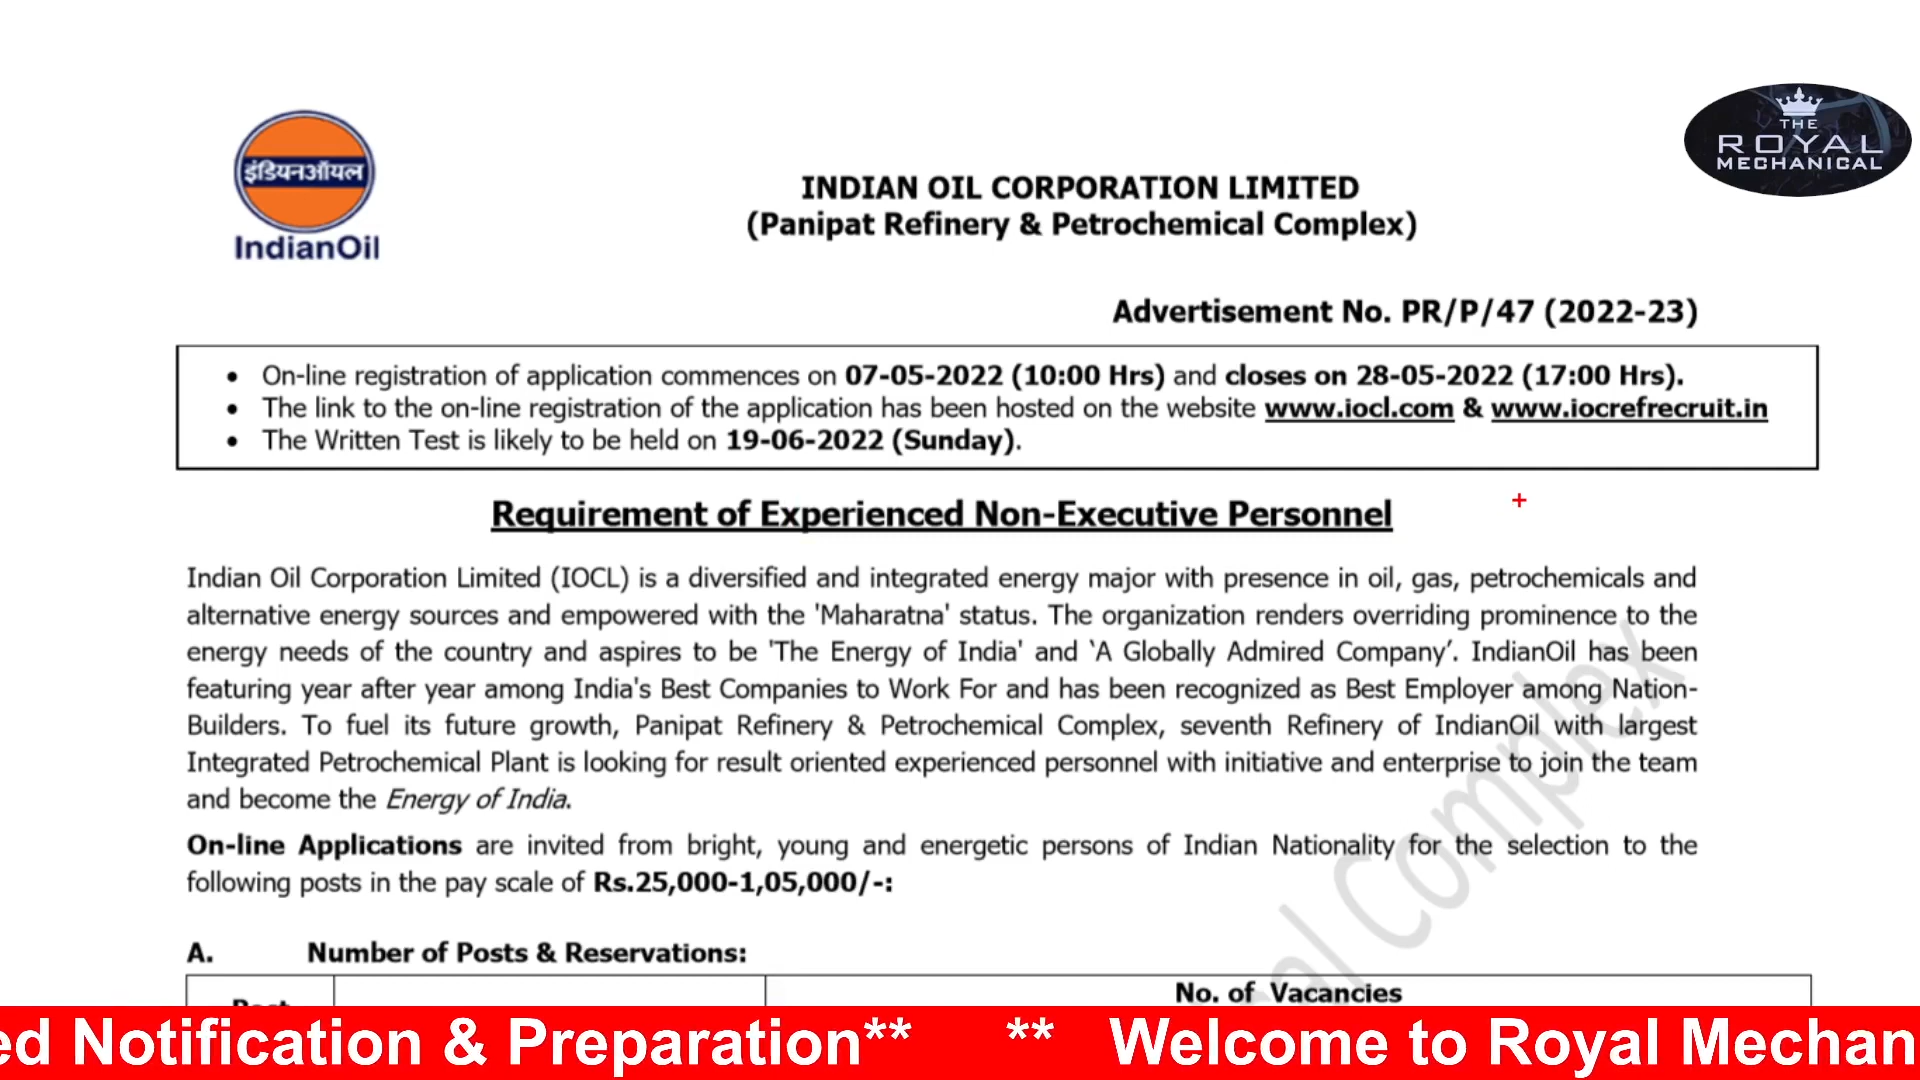 इंडियनऑयल
IndianOil
THE
ROYAL
MECHANICAL
INDIAN OIL CORPORATION LIMITED
(Panipat Refinery & Petrochemical Complex)
Advertisement No. PR/P/47 (2022-23)
• On-line registration of application commences on 07-05-2022 (10:00 Hrs) and closes on 28-05-2022 (17:00 Hrs).
• The link to the on-line registration of the application has been hosted on the website www.iocl.com & www.iocrefrecruit.in
• The Written Test is likely to be held on 19-06-2022 (Sunday).
Requirement of Experienced Non-Executive Personnel
Indian Oil Corporation Limited (IOCL) is a diversified and integrated energy major with presence in oil, gas, petrochemicals and
alternative energy sources and empowered with the 'Maharatna' status. The organization renders overriding prominence to the
energy needs of the country and aspires to be 'The Energy of India' and ‘A Globally Admired Company’. IndianOil has been
featuring year after year among India's Best Companies to Work For and has been recognized as Best Employer among Nation-
Builders. To fuel its future growth, Panipat Refinery & Petrochemical Complex, seventh Refinery of IndianOil with largest
Integrated Petrochemical Plant is looking for result oriented experienced personnel with initiative and enterprise to join the team
and become the Energy of India.
On-line Applications are invited from bright, young and energetic persons of Indian Nationality for the selection to the
following posts in the pay scale of Rs.25,000-1,05,000/-:
al Complex
A. Number of Posts & Reservations:
Post
No. of Vacancies
ed Notification & Preparation** ** Welcome to Royal Mechan